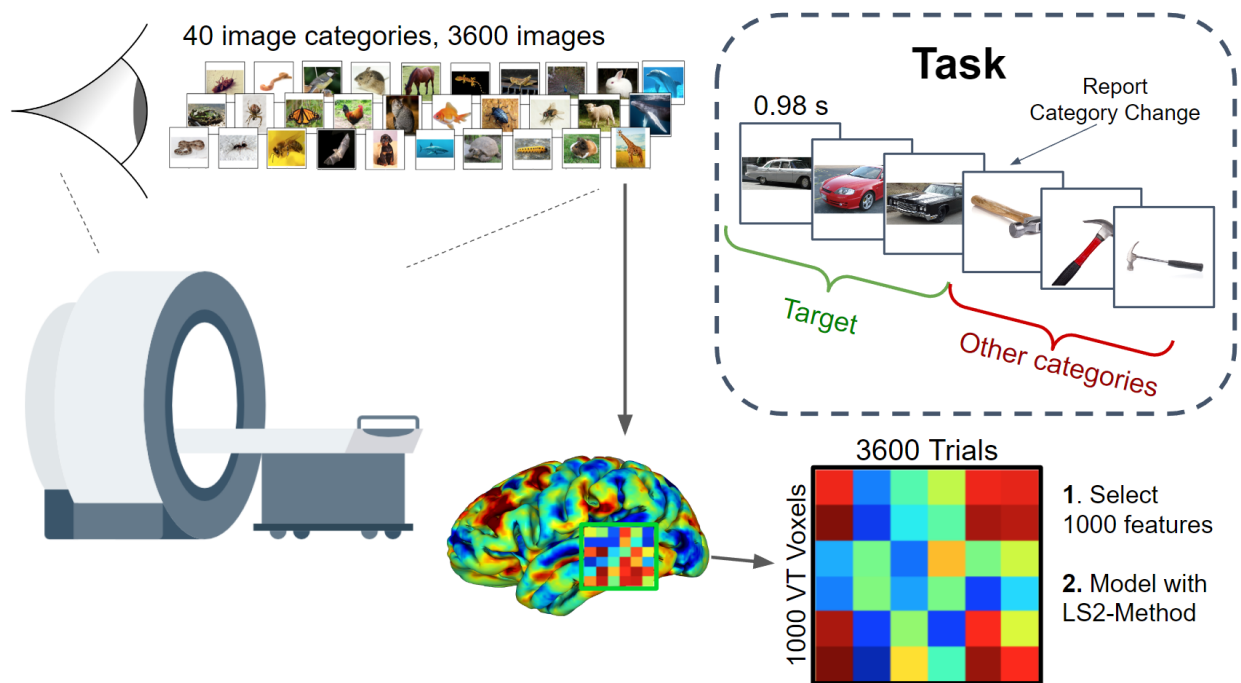 40 image categories, 3600 images
Task
0.98 s
Report
Category Change
Target
Other categories
3600 Trials
1000 VT Voxels
1. Select
1000 features
2. Model with
LS2-Method